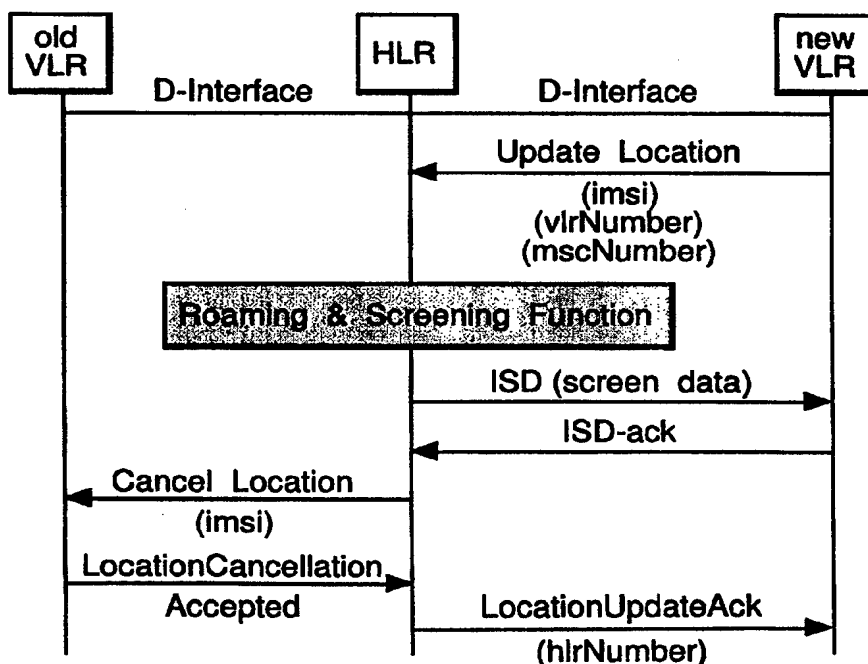 old
VLR
HLR
new
VLR
D-Interface
D-Interface
Update Location
(imsi)
(vlrNumber)
(mscNumber)
Roaming & Screening Function
ISD (screen data)
ISD-ack
Cancel Location
(imsi)
LocationCancellation
Accepted
LocationUpdateAck
(hlrNumber)